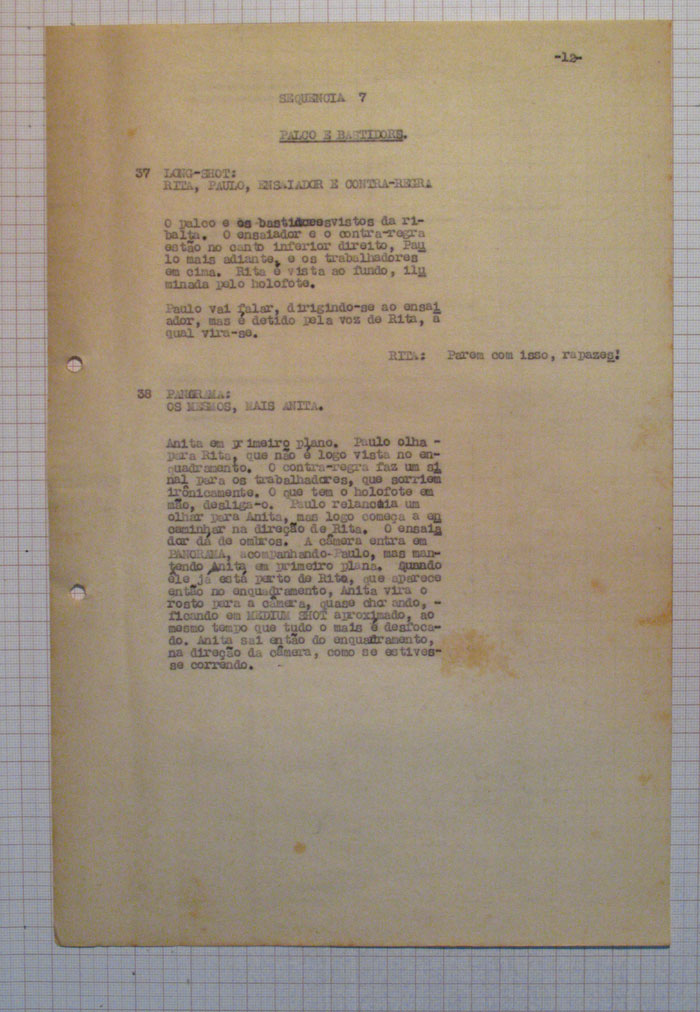 -12-
SEQUENCIA 7
PALCO E BASTIDORS.
37 LONG-SHOT:
RITA, PAULO, ENSAIADOR E CONTRA-REGRA
O palco e os bastidoresvistos da ri-
balta. O ensaiador e o contra-regra
estão no canto inferior direito, Pau
lo mais adiante, e os trabalhadores
em cima. Rita é vista ao fundo, ilu
minada pelo holofote.
Paulo vai falar, dirigindo-se ao ensai
ador, mas é detido pela voz de Rita, a
qual vira-se.
RITA: Parem com isso, rapazes!
38 PANORAMA:
OS MESMOS, MAIS ANITA.
Anita em primeiro plano. Paulo olha -
para Rita, que não é logo vista no en-
quadramento. O contra-regra faz um si
nal para os trabalhadores, que sorriem
irônicamente. O que tem o holofote em
mão, desliga-o. Paulo relanceia um
olhar para Anita, mas logo começa a en
caminhar na direção de Rita. O ensaia
dor dá de ombros. A câmera entra em
PANORAMA, acompanhando-Paulo, mas man-
tendo Anita em primeiro plana. Quando
ele já está perto de Rita, que aparece
então no enquadramento, Anita vira o
rosto para a câmera, quase chorando, -
ficando em MEDIUM SHOT aproximado, ao
mesmo tempo que tudo o mais é desfoca-
do. Anita sai então do enquadramento,
na direção da câmera, como se estives-
se correndo. -